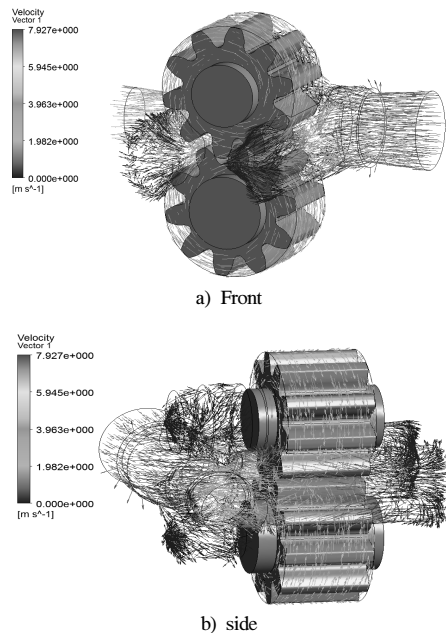 Velocity
Vector 1
7.927e+000
5.945e+000
3.963e+000
1.982e+000
0.000e+000
[m s^-1]
a) Front
Velocity
Vector 1
7.927e+000
5.945e+000
3.963e+000
1.982e+000
0.000e+000
[m s^-1]
b) side